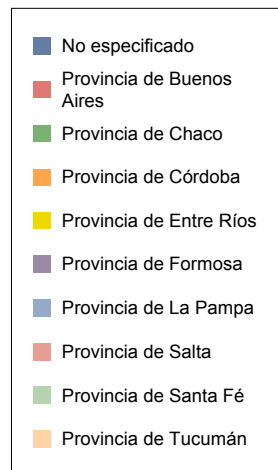 No especificado
Provincia de Buenos
Aires
Provincia de Chaco
Provincia de Córdoba
Provincia de Entre Ríos
Provincia de Formosa
Provincia de La Pampa
Provincia de Salta
Provincia de Santa Fé
Provincia de Tucumán